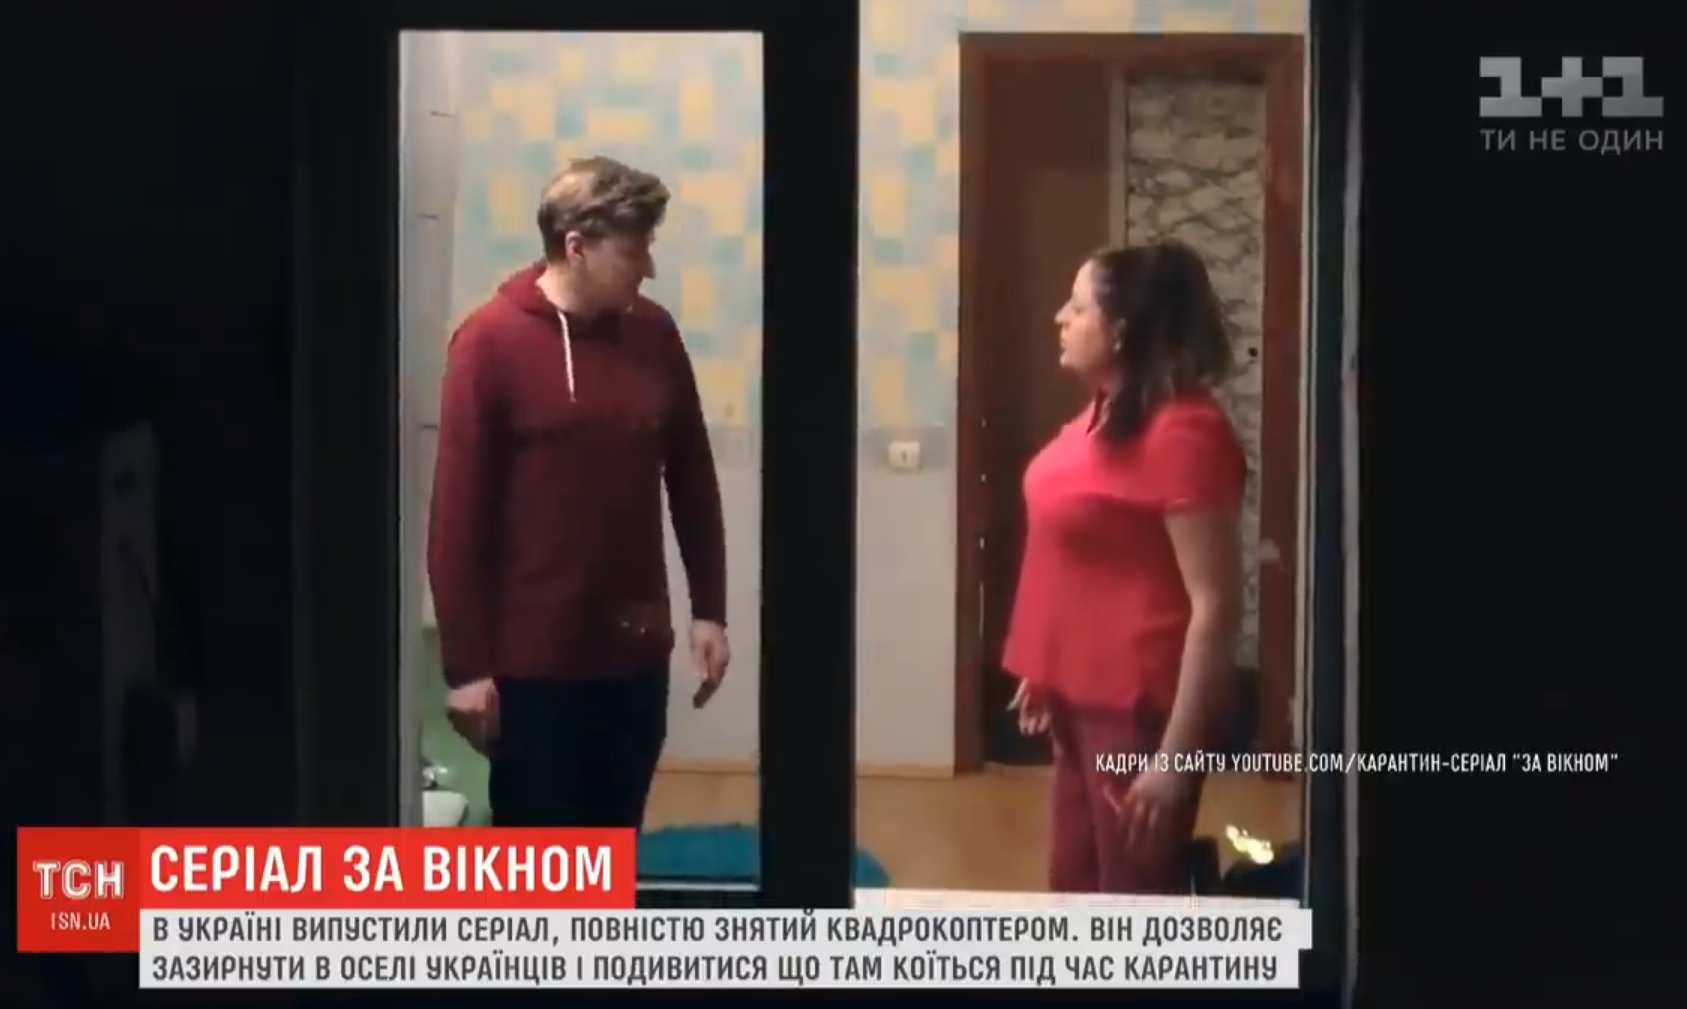 1+1
ТИ НЕ ОДИН
КАДРИ ІЗ САЙТУ YOUTUBE.COM/КАРАНТИН-СЕРІАЛ "ЗА ВІКНОМ"
ТСН
TSN.UA
СЕРІАЛ ЗА ВІКНОМ
В УКРАЇНІ ВИПУСТИЛИ СЕРІАЛ, ПОВНІСТЮ ЗНЯТИЙ КВАДРОКОПТЕРОМ. ВІН ДОЗВОЛЯЄ
ЗАЗИРНУТИ В ОСЕЛІ УКРАЇНЦІВ І ПОДИВИТИСЯ ЩО ТАМ КОЇТЬСЯ ПІД ЧАС КАРАНТИНУ